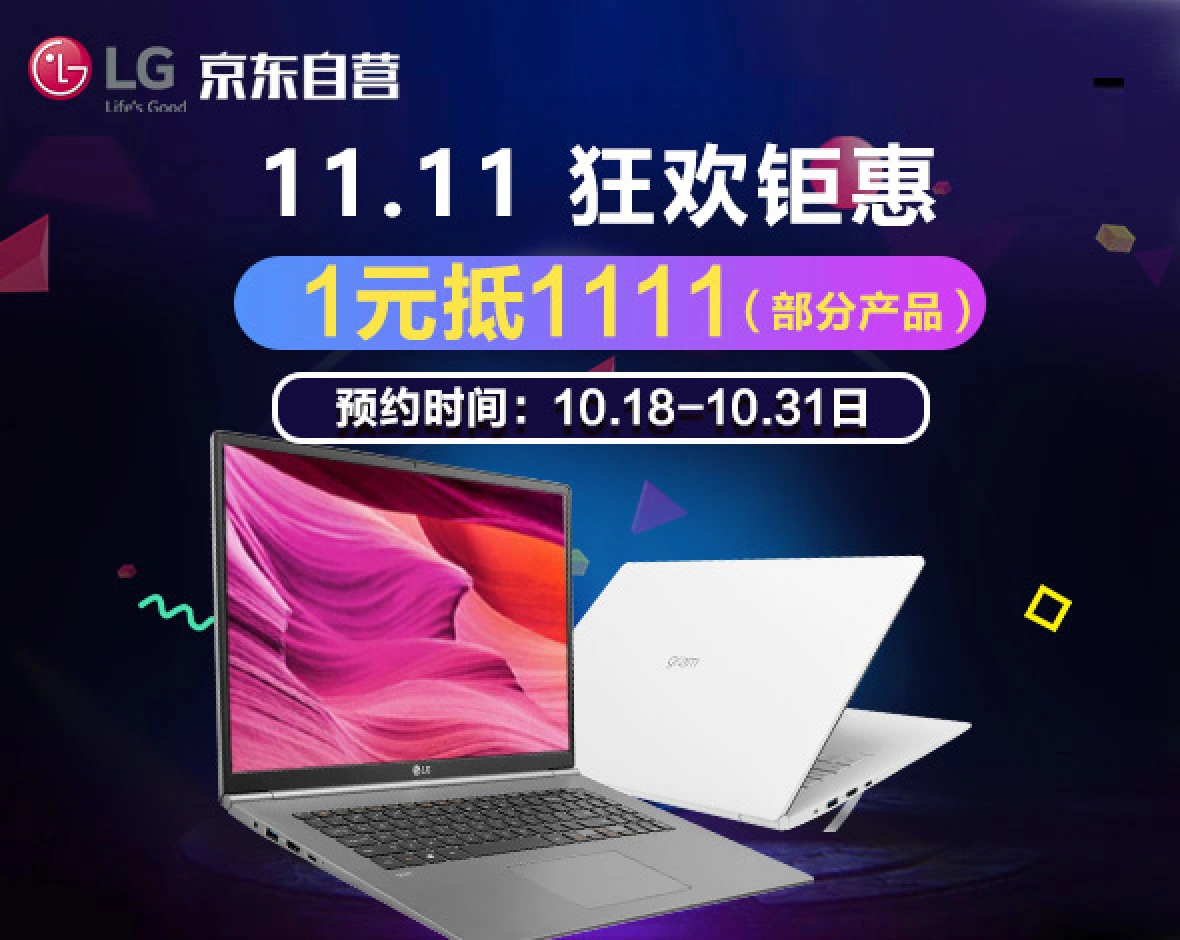 LG 京东自营
Life's Good
11.11 狂欢钜惠
1元抵1111（部分产品）
预约时间：10.18-10.31日
gram
LG